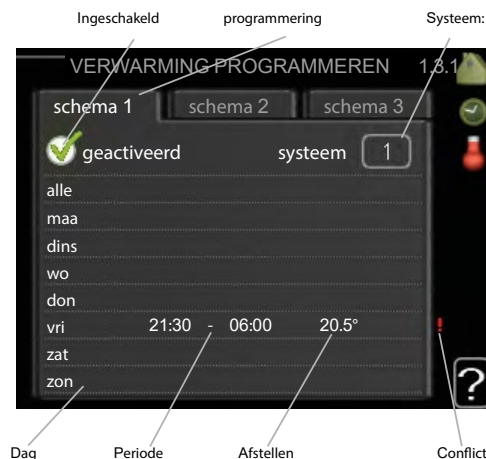 Ingeschakeld programmering Systeem:
VERWARMING PROGRAMMEREN 1.3.1
schema 1 schema 2 schema 3
geactiveerd systeem 1
alle
maa
dins
wo
don
vri 21:30 - 06:00 20.5° !
zat
zon
?
Dag Periode Afstellen Conflict